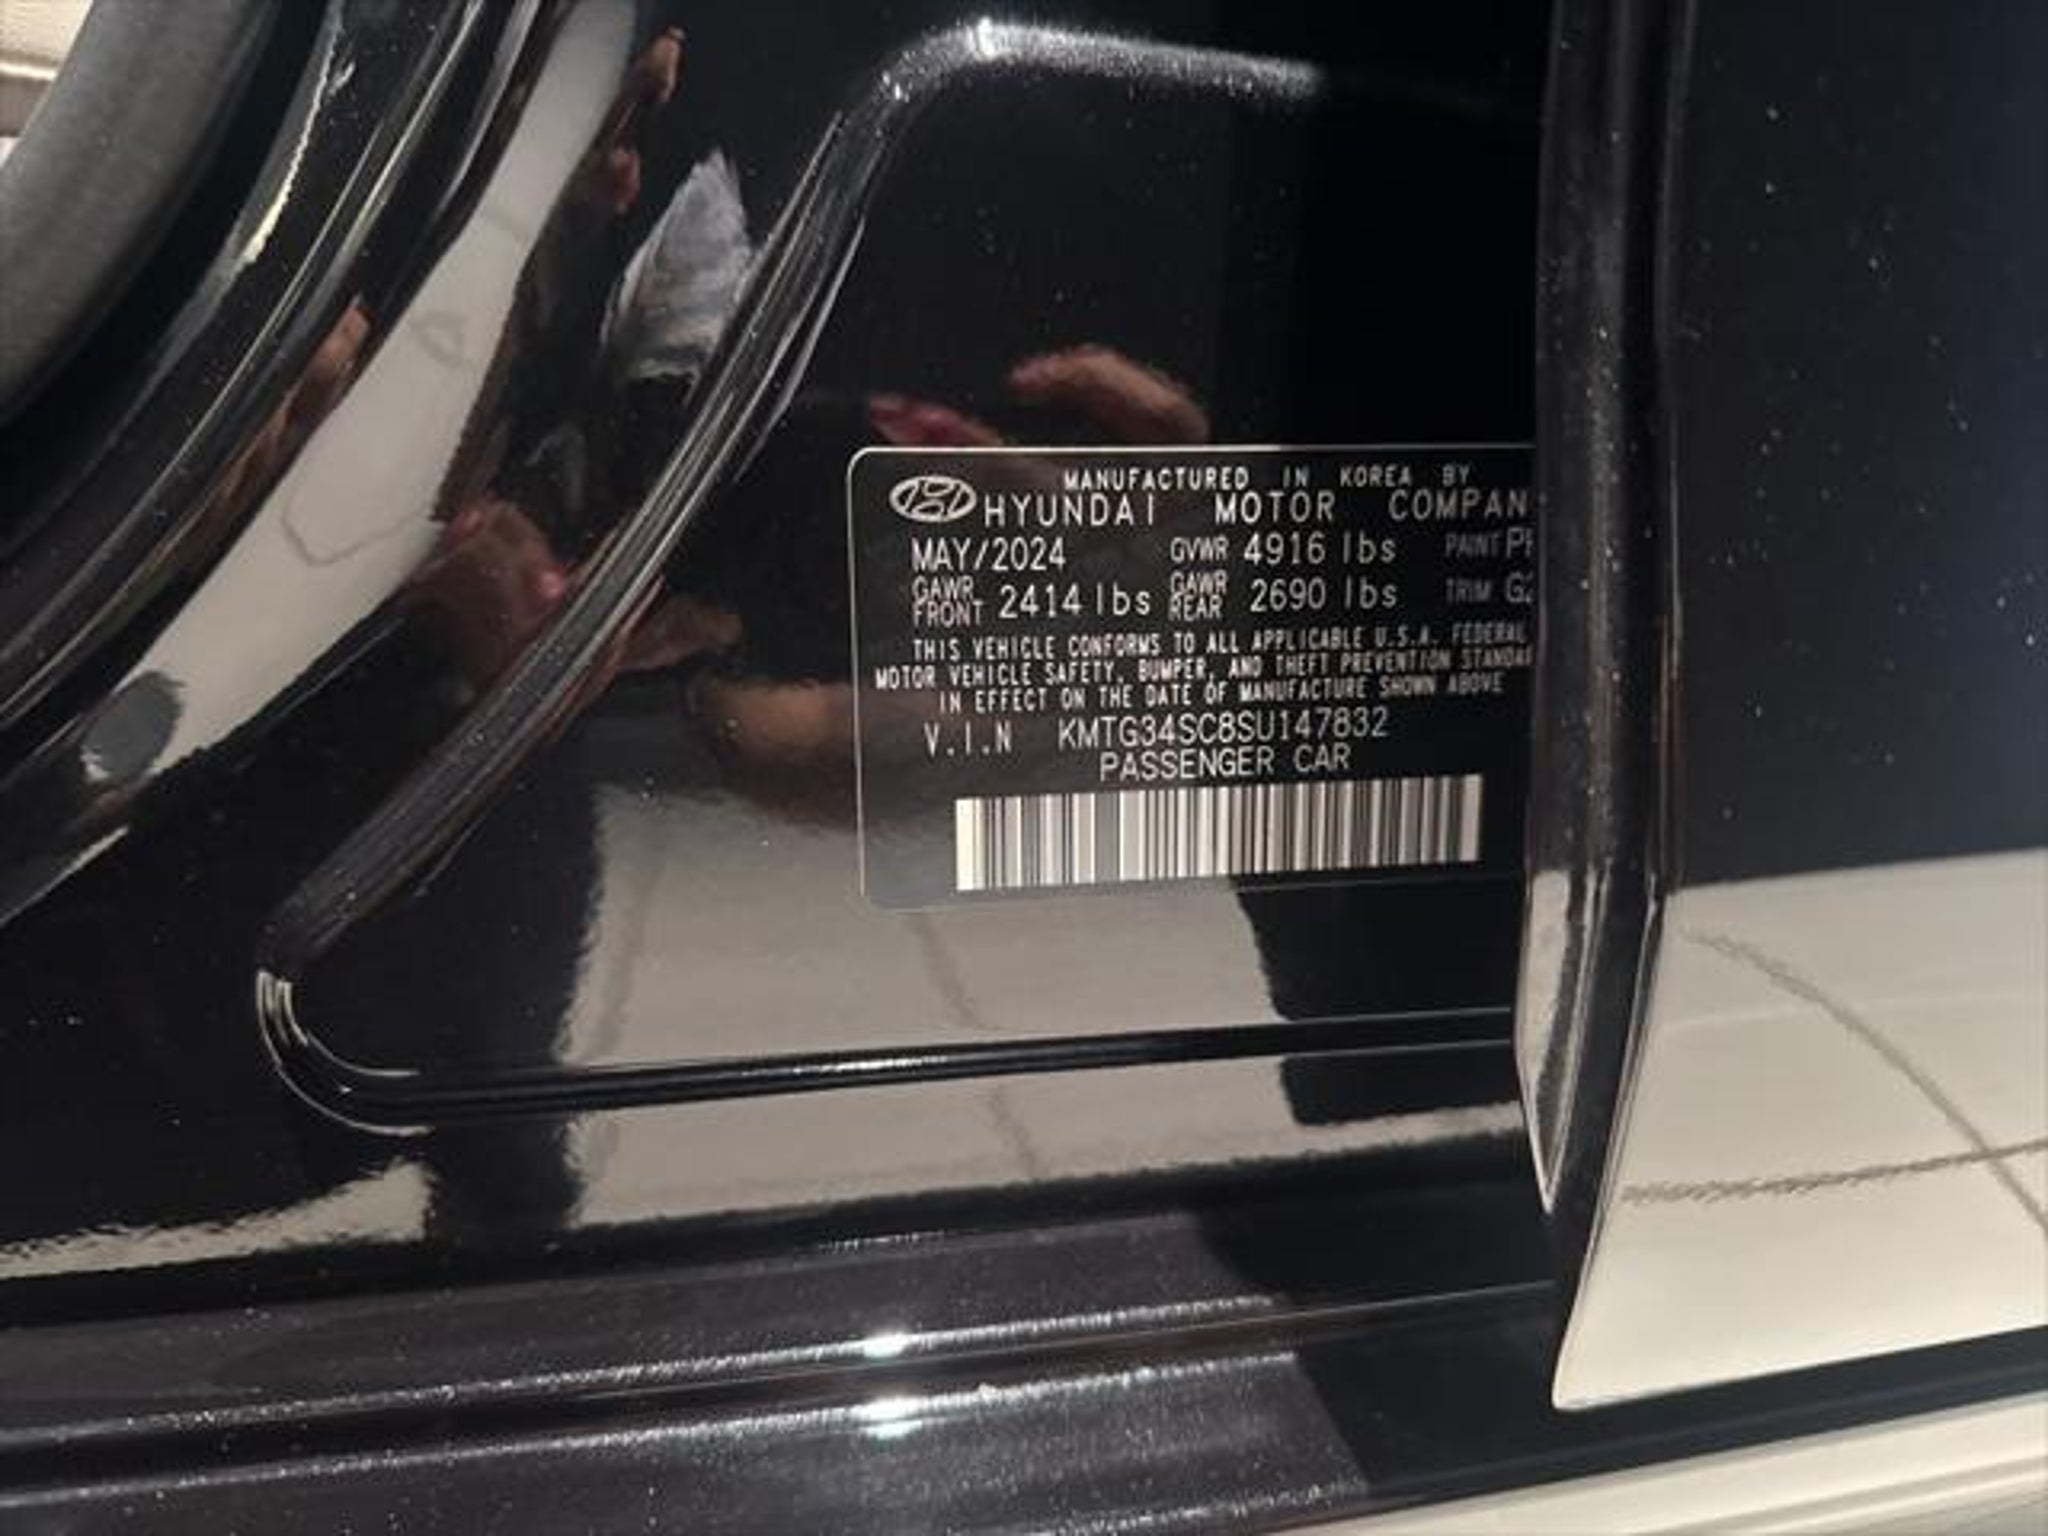 MANUFACTURED IN KOREA BY
HYUNDAI MOTOR COMPAN
MAY/2024 GVWR 4916 lbs PAINT
GAWR FRONT 2414 lbs GAWR REAR 2690 lbs TRIM
THIS VEHICLE CONFORMS TO ALL APPLICABLE U.S.A. FEDERAL
MOTOR VEHICLE SAFETY, BUMPER, AND THEFT PREVENTION STANDA
IN EFFECT ON THE DATE OF MANUFACTURE SHOWN ABOVE
V.I.N KMTG34SC8SU147832
PASSENGER CAR